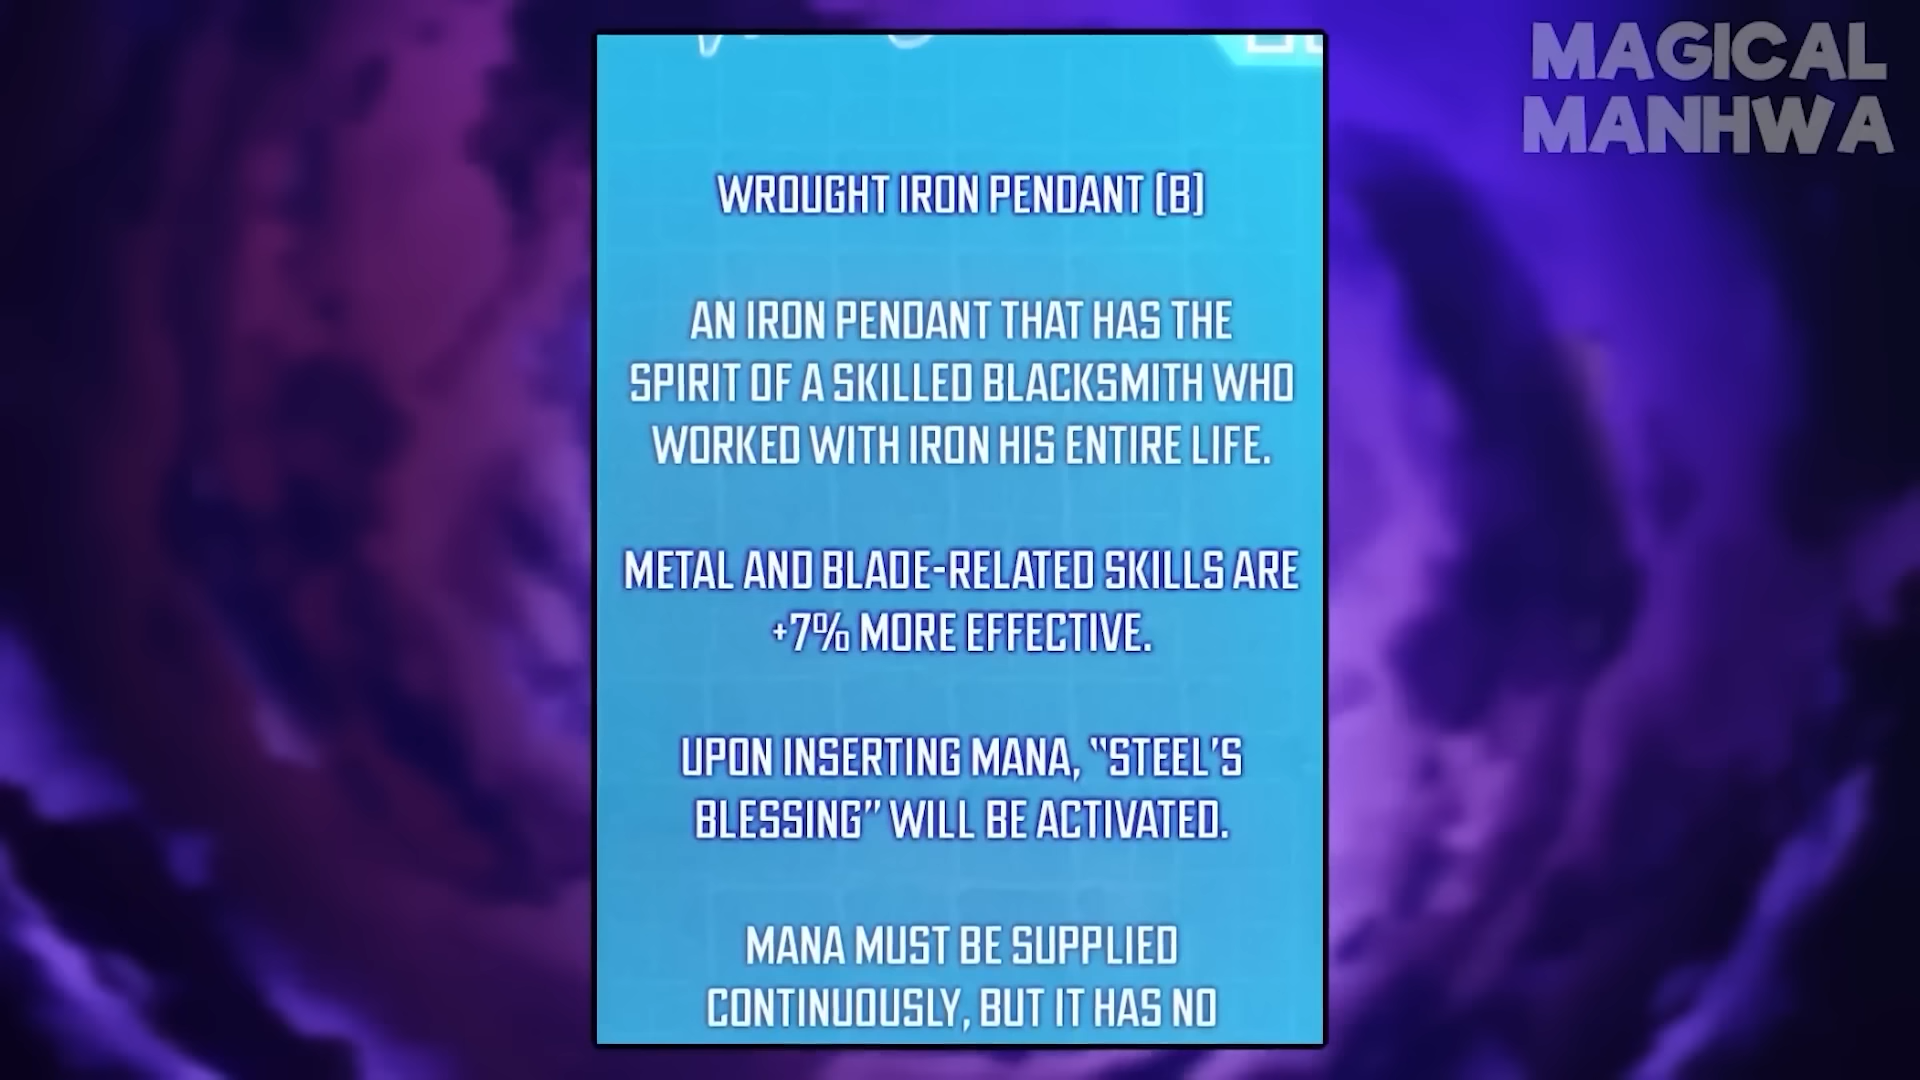 MAGICAL
MANHWA
WROUGHT IRON PENDANT [B]
AN IRON PENDANT THAT HAS THE
SPIRIT OF A SKILLED BLACKSMITH WHO
WORKED WITH IRON HIS ENTIRE LIFE.
METAL AND BLADE-RELATED SKILLS ARE
+7% MORE EFFECTIVE.
UPON INSERTING MANA, "STEEL'S
BLESSING" WILL BE ACTIVATED.
MANA MUST BE SUPPLIED
CONTINUOUSLY, BUT IT HAS NO